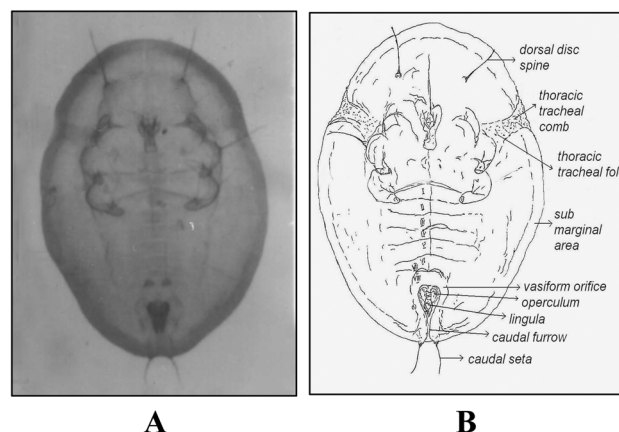 dorsal disc
spine
thoracic
tracheal
comb
thoracic
tracheal fol
sub
marginal
area
vasiform orifice
operculum
lingula
caudal furrow
caudal seta
A
B